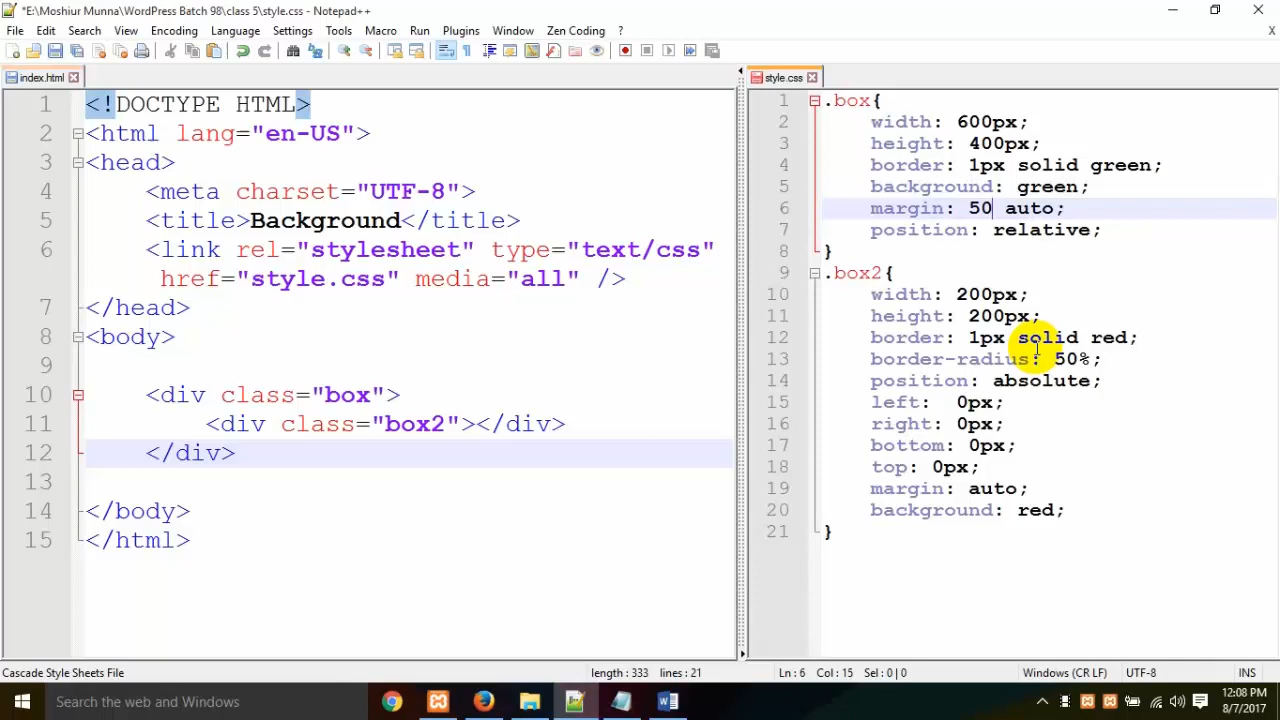 *E:\Moshiur Munna\WordPress Batch 98\class 5\style.css - Notepad++
File Edit Search View Encoding Language Settings Tools Macro Run Plugins Window Zen Coding ? X
index.html
1 <!DOCTYPE HTML>
2 <html lang="en-US">
3 <head>
4 <meta charset="UTF-8">
5 <title>Background</title>
6 <link rel="stylesheet" type="text/css"
href="style.css" media="all" />
7 </head>
8 <body>
9
10 <div class="box">
11 <div class="box2"></div>
12 </div>
13
14 </body>
15 </html>
style.css
1 .box{
2 width: 600px;
3 height: 400px;
4 border: 1px solid green;
5 background: green;
6 margin: 50 auto;
7 position: relative;
8 }
9 .box2{
10 width: 200px;
11 height: 200px;
12 border: 1px solid red;
13 border-radius: 50%;
14 position: absolute;
15 left: 0px;
16 right: 0px;
17 bottom: 0px;
18 top: 0px;
19 margin: auto;
20 background: red;
21 }
Cascade Style Sheets File length : 333 lines : 21 Ln : 6 Col : 15 Sel : 0 | 0 Windows (CR LF) UTF-8 INS
Search the web and Windows
12:08 PM
8/7/2017